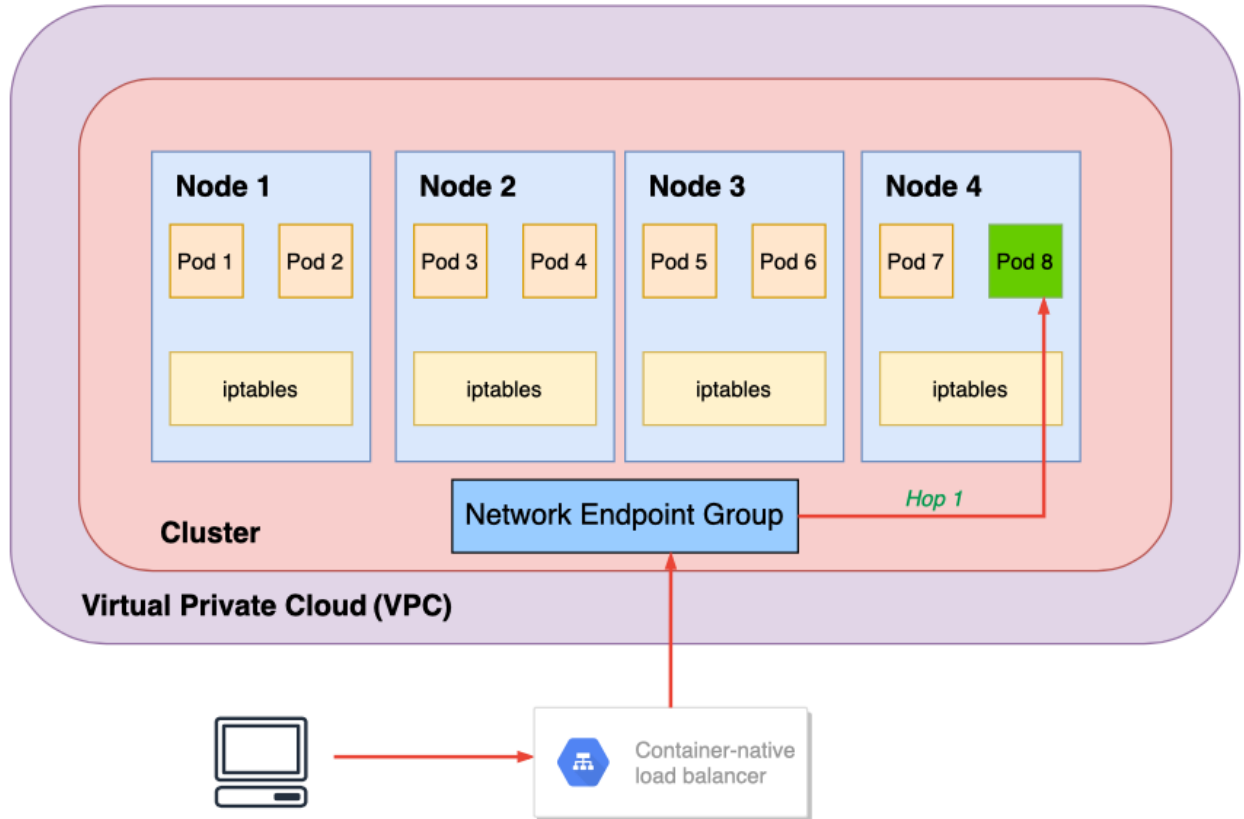 Node 1
Node 2
Node 3
Node 4
Pod 1
Pod 2
Pod 3
Pod 4
Pod 5
Pod 6
Pod 7
Pod 8
iptables
iptables
iptables
iptables
Hop 1
Network Endpoint Group
Cluster
Virtual Private Cloud (VPC)
Container-native
load balancer